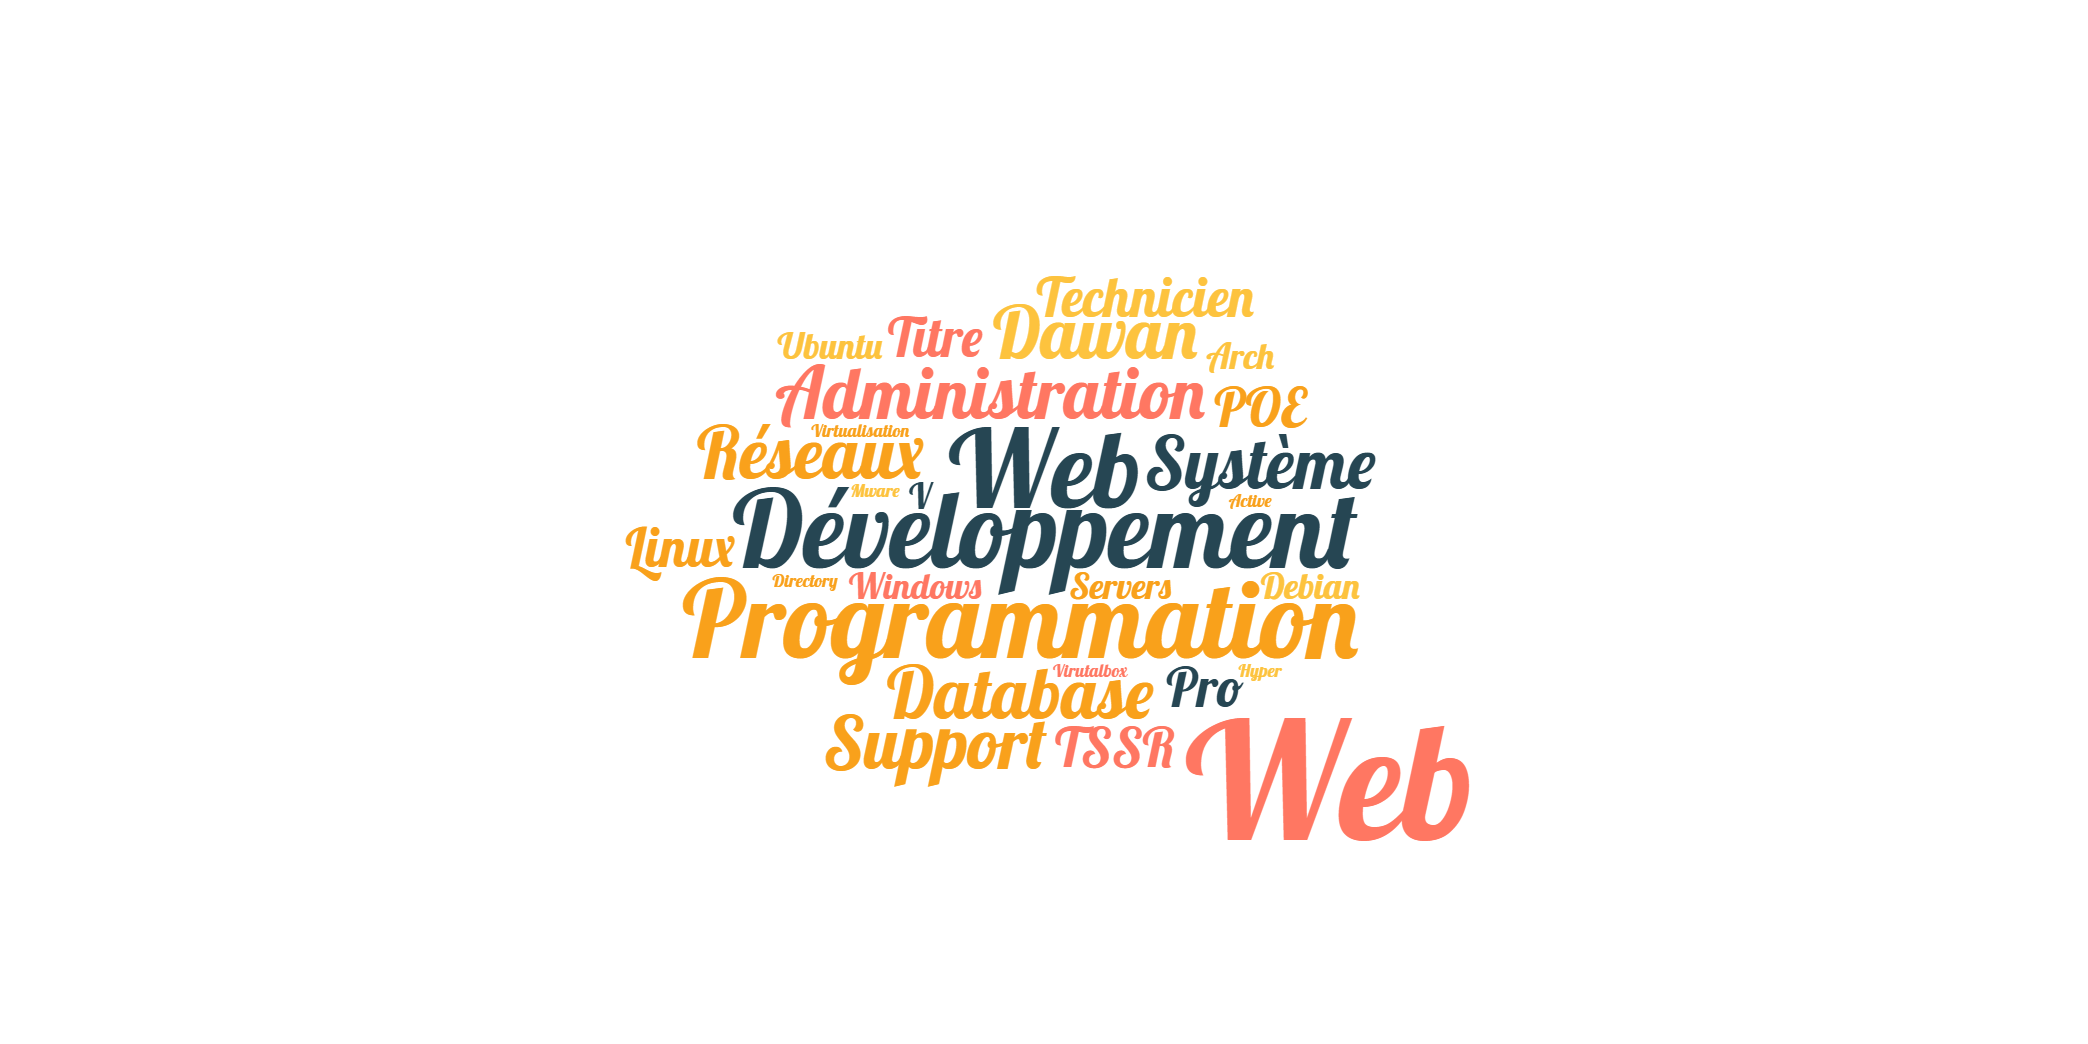 Technicien
Ubuntu Titre Dawan Arch
Administration POE
Réseaux Virtualisation Web Système
Mware V Active
Linux Développement
Directory Windows Servers Debian
Programmation
Database Virutalbox Pro Hyper
Support TSSR Web